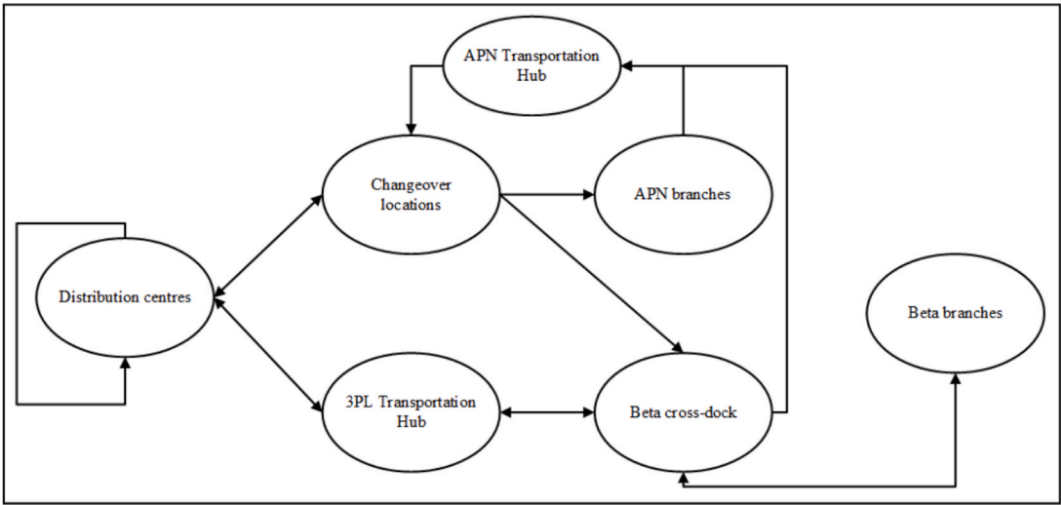 APN Transportation
Hub
Changeover
locations
APN branches
Distribution centres
Beta branches
3PL Transportation
Hub
Beta cross-dock